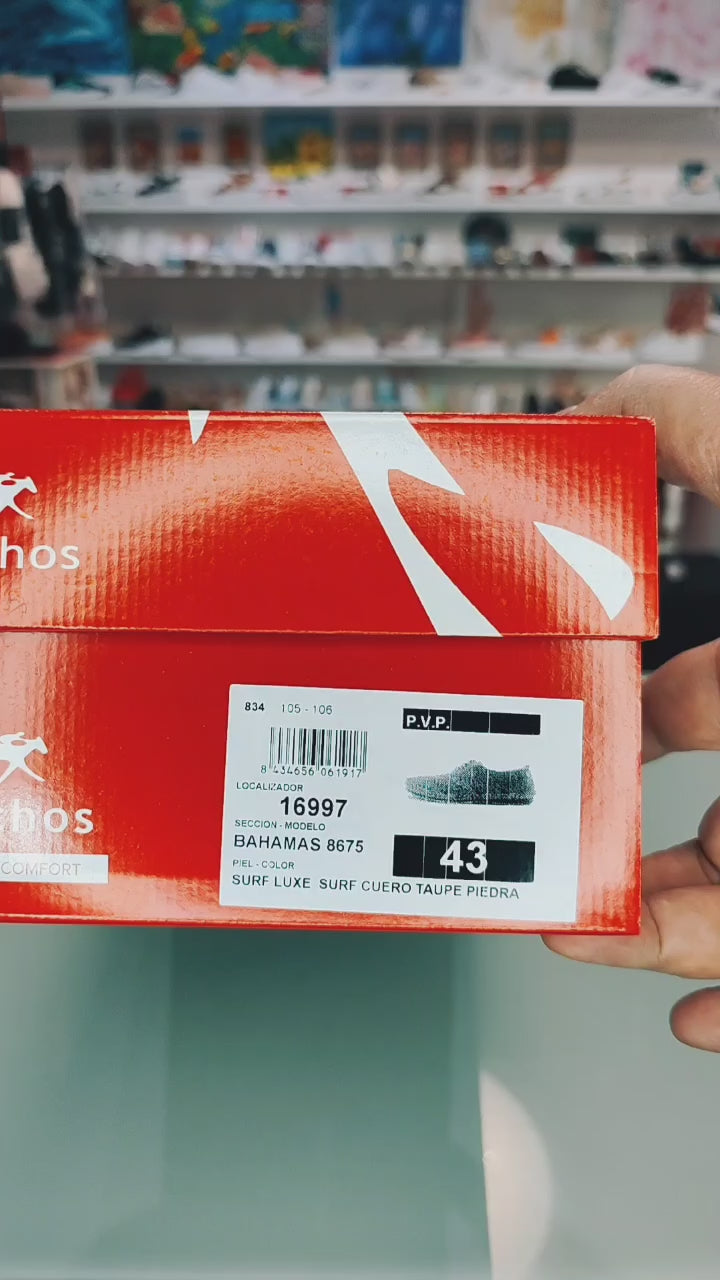 hos
hos
COMFORT
834 105 - 106
P.V.P.
8 434656 061917
LOCALIZADOR
16997
SECCION - MODELO
BAHAMAS 8675
43
PIEL - COLOR
SURF LUXE SURF CUERO TAUPE PIEDRA